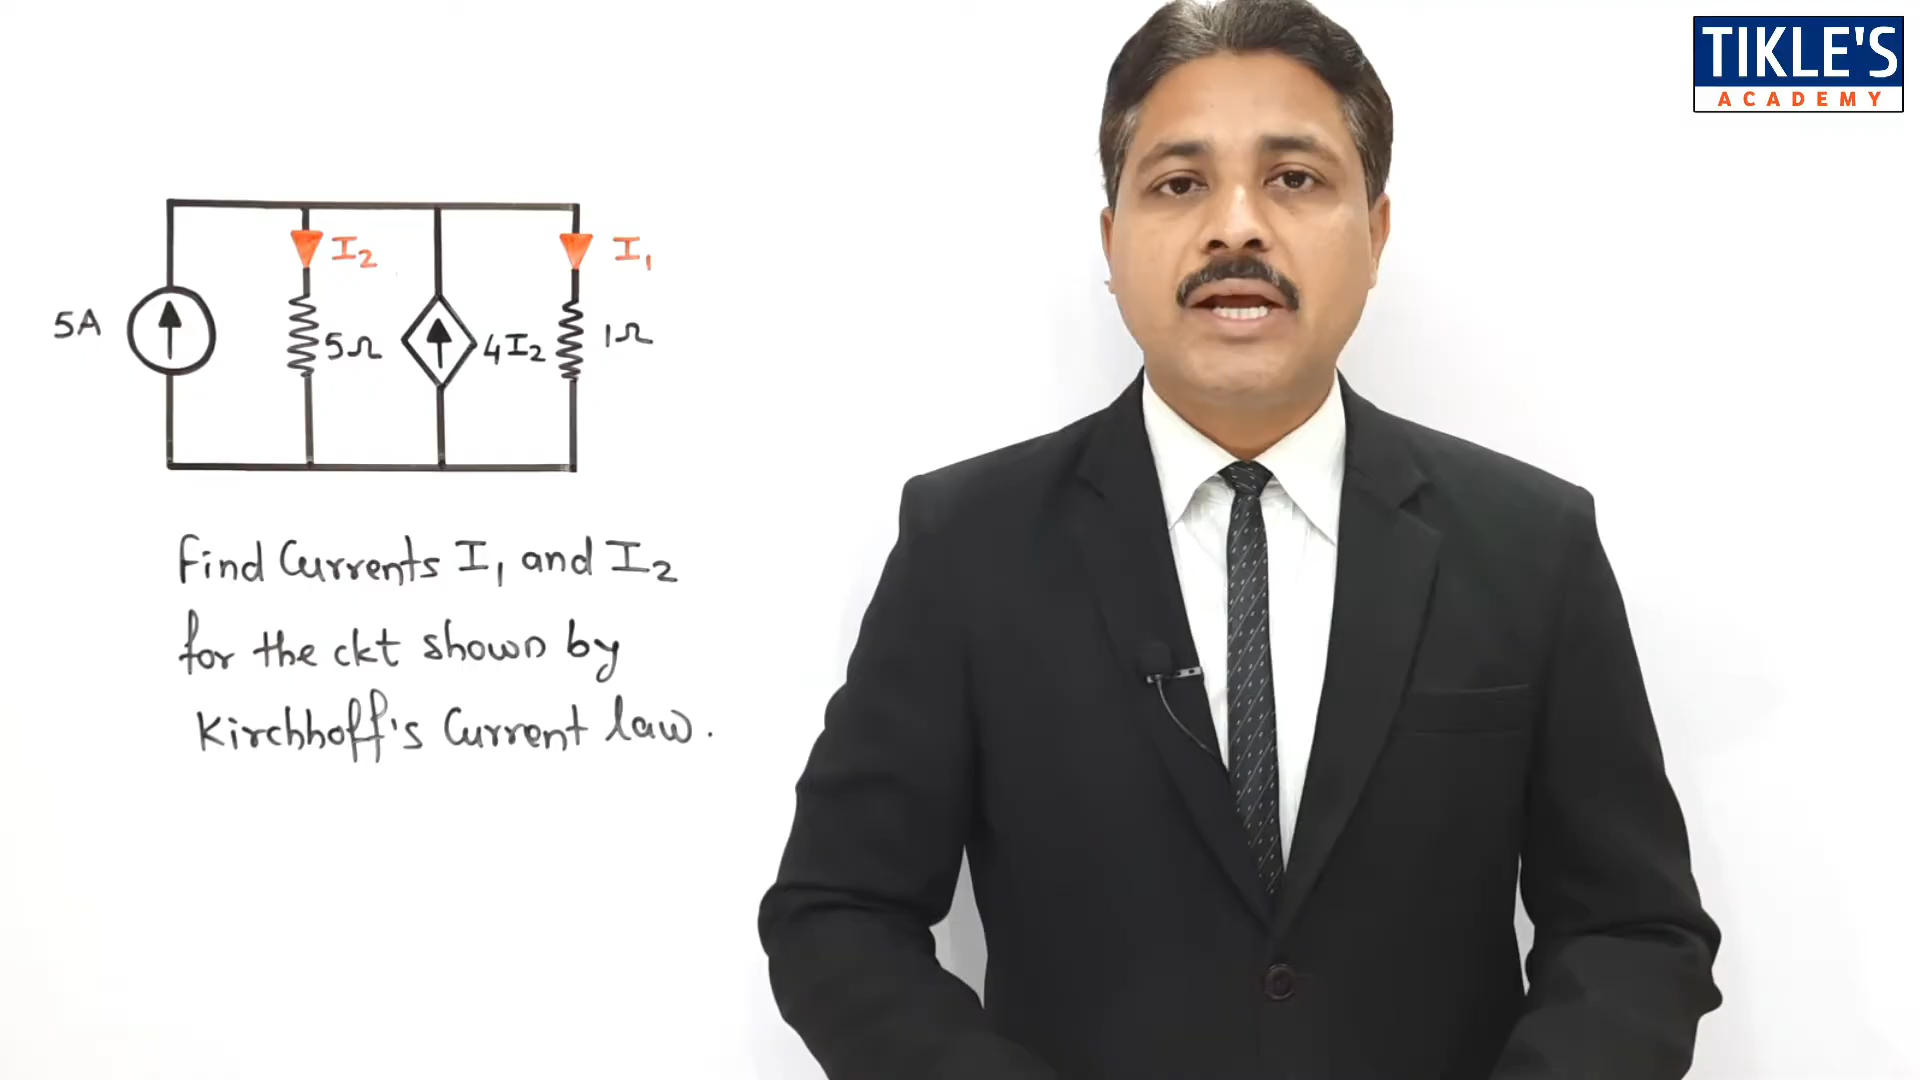 TIKLE'S
ACADEMY
I2
I1
5A
5Ω
4I2
1Ω
Find Currents I1 and I2
for the ckt shown by
Kirchhoff's Current law.